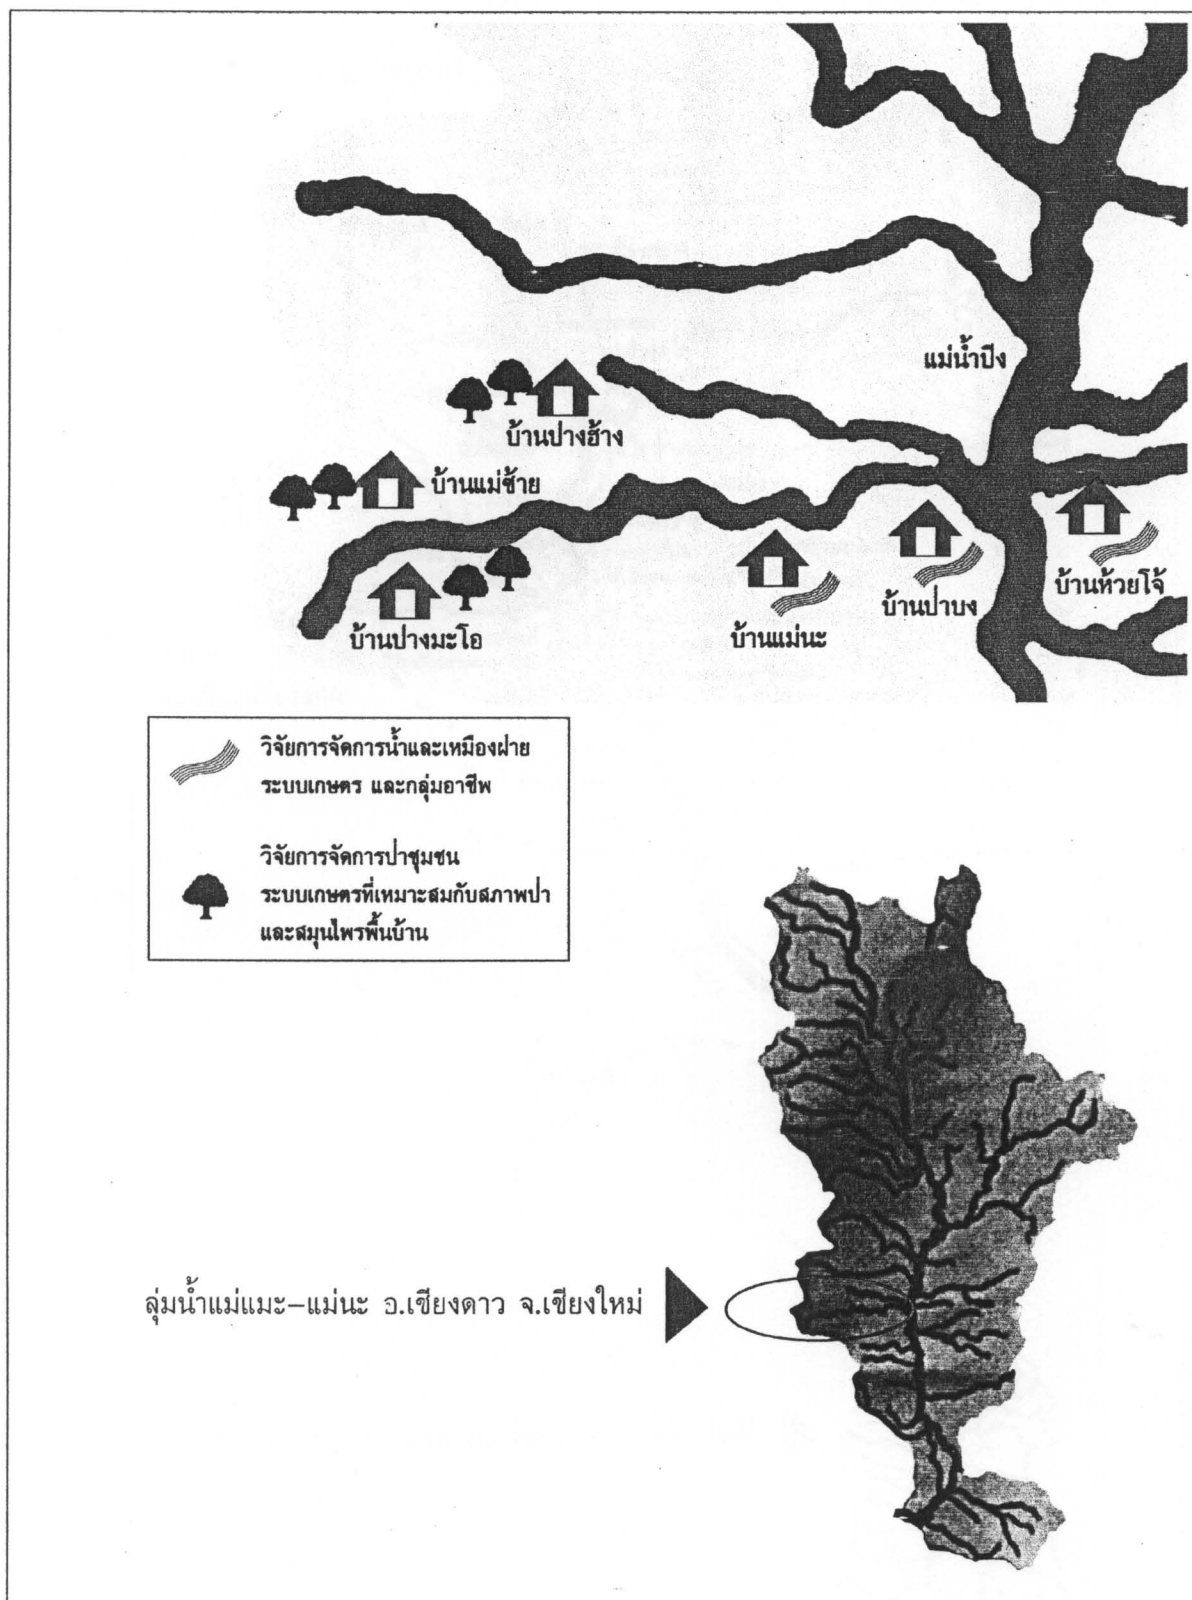 แม่น้ำปิง
บ้านปางฮ้าง
บ้านแม่ซ้าย
บ้านห้วยโจ้
บ้านปาบง
บ้านแม่นะ
บ้านปางมะโอ
วิจัยการจัดการน้ำและเหมืองฝาย
ระบบเกษตร และกลุ่มอาชีพ
วิจัยการจัดการป่าชุมชน
ระบบเกษตรที่เหมาะสมกับสภาพป่า
และสมุนไพรพื้นบ้าน
ลุ่มน้ำแม่แมะ–แม่นะ อ.เชียงดาว จ.เชียงใหม่